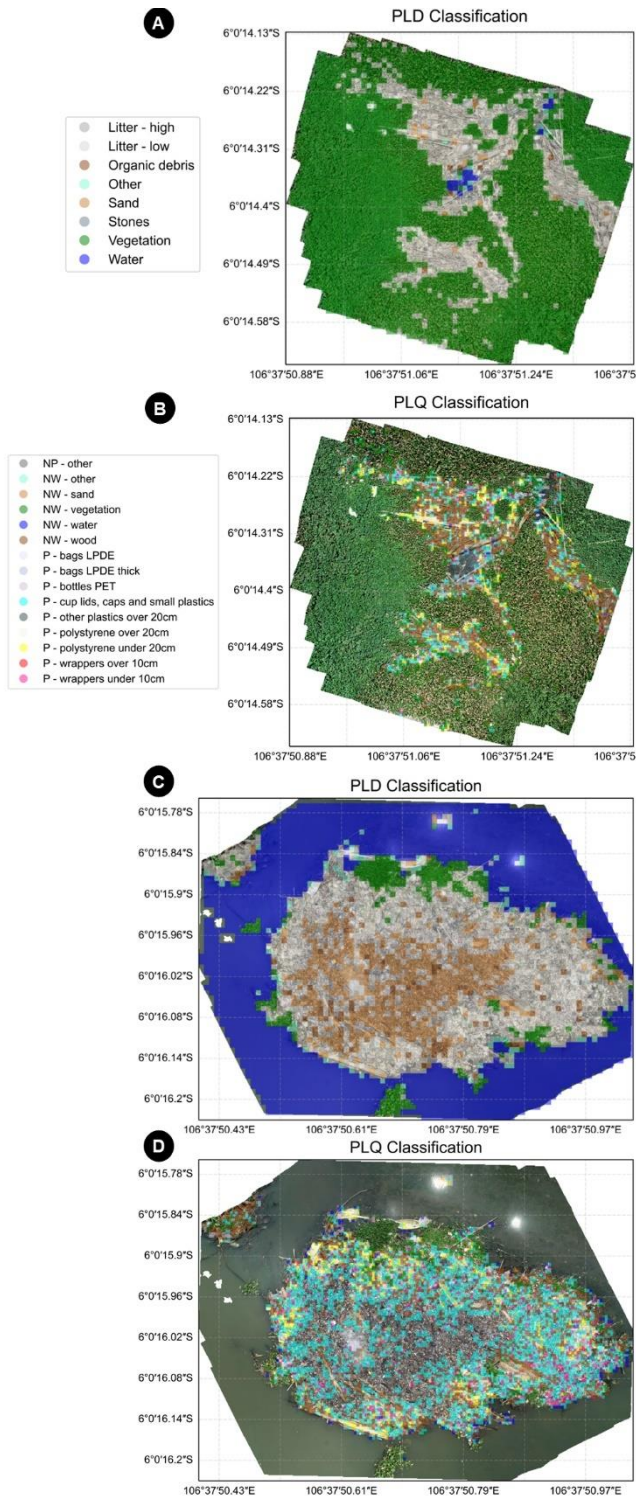 A
PLD Classification
6°0'14.13"S
6°0'14.22"S
6°0'14.31"S
6°0'14.4"S
6°0'14.49"S
6°0'14.58"S
Litter - high
Litter - low
Organic debris
Other
Sand
Stones
Vegetation
Water
106°37'50.88"E 106°37'51.06"E 106°37'51.24"E 106°37'5
B
PLQ Classification
6°0'14.13"S
6°0'14.22"S
6°0'14.31"S
6°0'14.4"S
6°0'14.49"S
6°0'14.58"S
NP - other
NW - other
NW - sand
NW - vegetation
NW - water
NW - wood
P - bags LPDE
P - bags LPDE thick
P - bottles PET
P - cup lids, caps and small plastics
P - other plastics over 20cm
P - polystyrene over 20cm
P - polystyrene under 20cm
P - wrappers over 10cm
P - wrappers under 10cm
106°37'50.88"E 106°37'51.06"E 106°37'51.24"E 106°37'5
C
PLD Classification
6°0'15.78"S
6°0'15.84"S
6°0'15.9"S
6°0'15.96"S
6°0'16.02"S
6°0'16.08"S
6°0'16.14"S
6°0'16.2"S
106°37'50.43"E 106°37'50.61"E 106°37'50.79"E 106°37'50.97"E
D
PLQ Classification
6°0'15.78"S
6°0'15.84"S
6°0'15.9"S
6°0'15.96"S
6°0'16.02"S
6°0'16.08"S
6°0'16.14"S
6°0'16.2"S
106°37'50.43"E 106°37'50.61"E 106°37'50.79"E 106°37'50.97"E